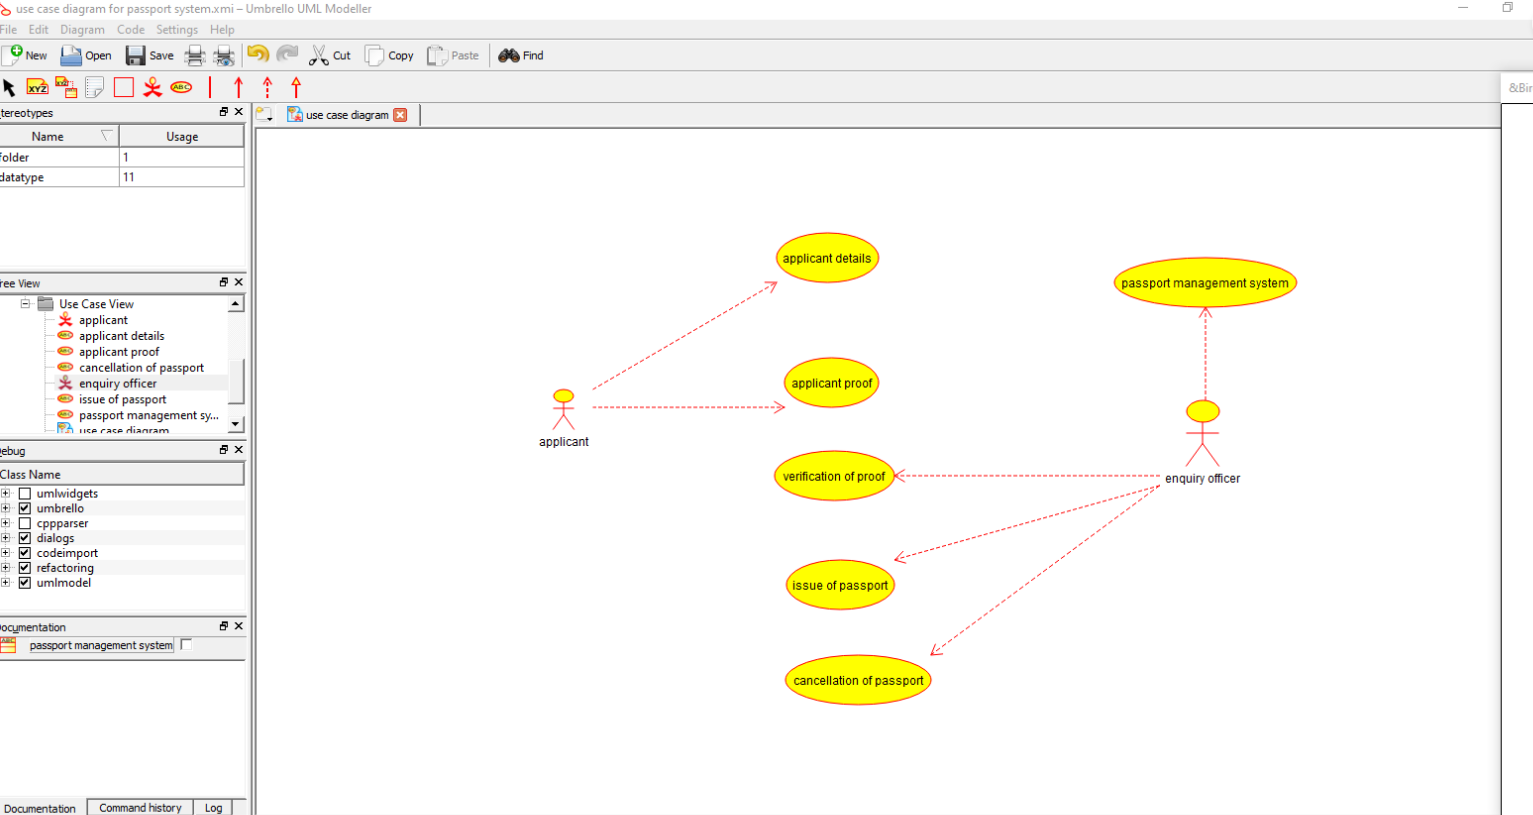 use case diagram for passport system.xmi – Umbrello UML Modeller
File Edit Diagram Code Settings Help
New Open Save Cut Copy Paste Find
XYZ XYZ ABC
&Bir
tereotypes
use case diagram
Name Usage
folder 1
datatype 11
ree View
Use Case View
applicant
applicant details
applicant proof
cancellation of passport
enquiry officer
issue of passport
passport management sy...
use case diagram
ebug
Class Name
umlwidgets
umbrello
cppparser
dialogs
codeimport
refactoring
umlmodel
ocumentation
passport management system
Documentation Command history Log
applicant details
passport management system
applicant proof
applicant
verification of proof
enquiry officer
issue of passport
cancellation of passport